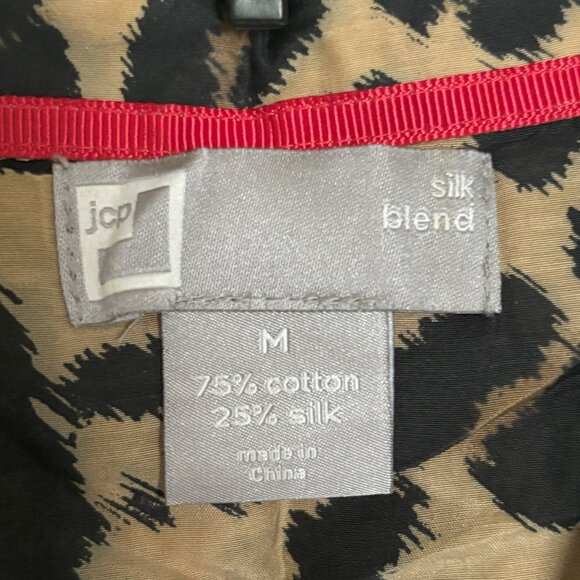 jcp
silk
blend
M
75% cotton
25% silk
made in
China